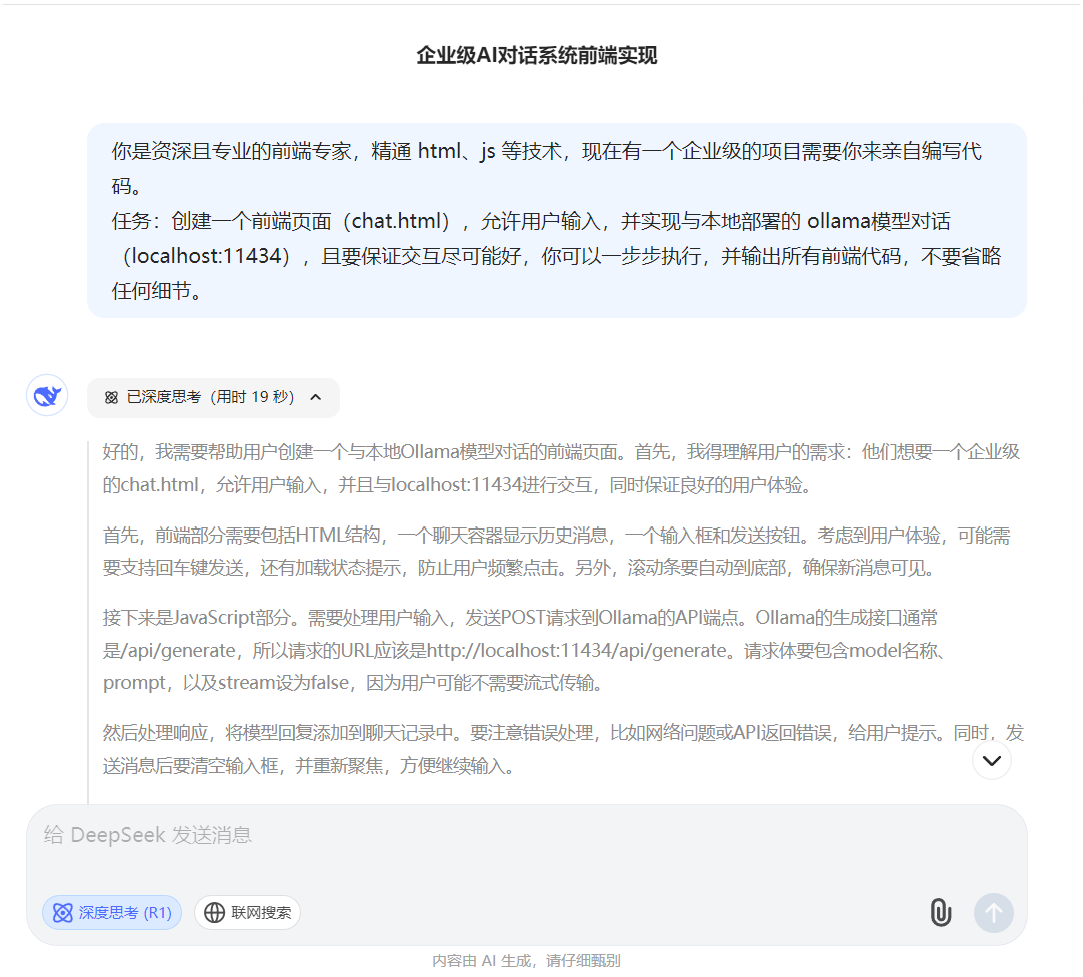 企业级AI对话系统前端实现
你是资深且专业的前端专家，精通 html、js 等技术，现在有一个企业级的项目需要你来亲自编写代
码。
任务：创建一个前端页面（chat.html），允许用户输入，并实现与本地部署的 ollama模型对话
（localhost:11434），且要保证交互尽可能好，你可以一步步执行，并输出所有前端代码，不要省略
任何细节。
已深度思考（用时 19 秒）
好的，我需要帮助用户创建一个与本地Ollama模型对话的前端页面。首先，我得理解用户的需求：他们想要一个企业级
的chat.html，允许用户输入，并且与localhost:11434进行交互，同时保证良好的用户体验。
首先，前端部分需要包括HTML结构，一个聊天容器显示历史消息，一个输入框和发送按钮。考虑到用户体验，可能需
要支持回车键发送，还有加载状态提示，防止用户频繁点击。另外，滚动条要自动到底部，确保新消息可见。
接下来是JavaScript部分。需要处理用户输入，发送POST请求到Ollama的API端点。Ollama的生成接口通常
是/api/generate，所以请求的URL应该是http://localhost:11434/api/generate。请求体要包含model名称、
prompt，以及stream设为false，因为用户可能不需要流式传输。
然后处理响应，将模型回复添加到聊天记录中。要注意错误处理，比如网络问题或API返回错误，给用户提示。同时，发
送消息后要清空输入框，并重新聚焦，方便继续输入。
给 DeepSeek 发送消息
深度思考 (R1)
联网搜索
内容由 AI 生成，请仔细甄别